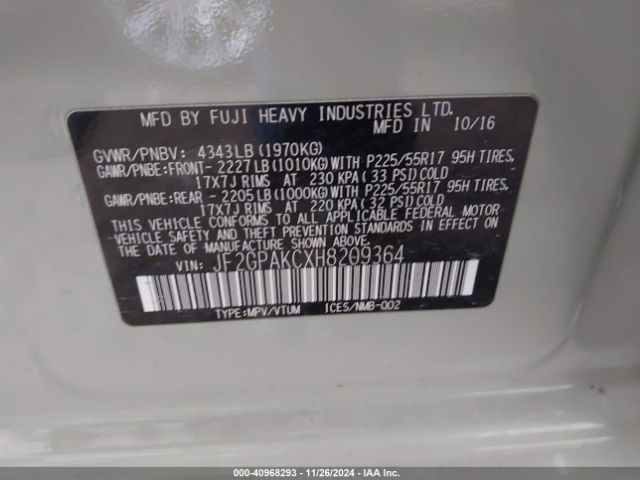 MFD BY FUJI HEAVY INDUSTRIES LTD.
MFD IN 10/16
GVWR/PNBV: 4343LB (1970KG)
GAWR/PNBE:FRONT- 2227LB(1010KG)WITH P225/55R17 95H TIRES,
17X7J RIMS AT 230 KPA (33 PSI)COLD
GAWR/PNBE:REAR - 2205LB(1000KG)WITH P225/55R17 95H TIRES,
17X7J RIMS AT 220 KPA (32 PSI)COLD
THIS VEHICLE CONFORMS TO ALL APPLICABLE FEDERAL MOTOR
VEHICLE SAFETY AND THEFT PREVENTION STANDARDS IN EFFECT ON
THE DATE OF MANUFACTURE SHOWN ABOVE.
VIN: JF2GPAKCXH8209364
TYPE:MPV/VTUM ICES/NMB-002
000-40968293 - 11/26/2024 - IAAI.COM